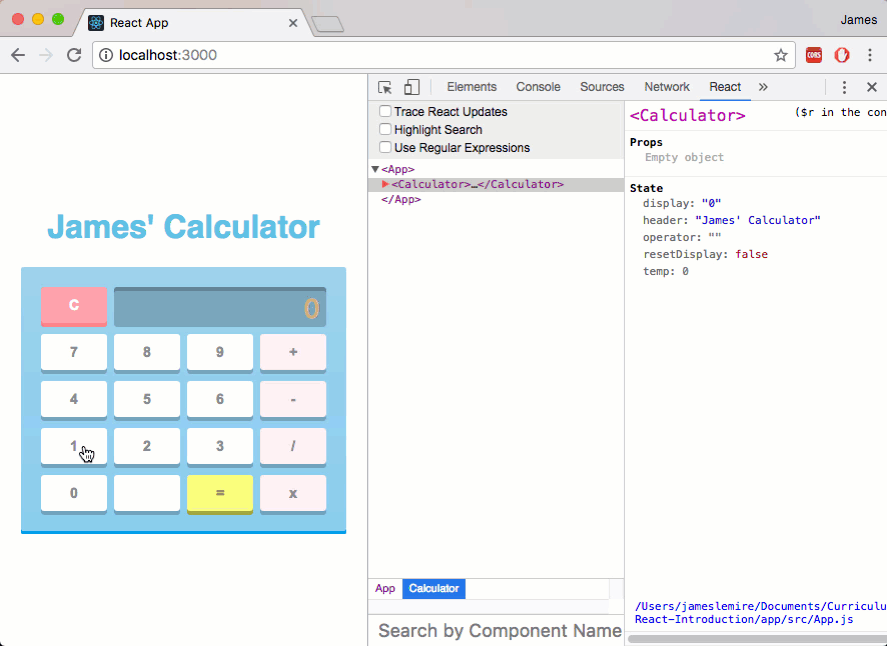 React App
James
localhost:3000
CORS
Elements Console Sources Network React »
Trace React Updates
Highlight Search
Use Regular Expressions
<App>
<Calculator>…</Calculator>
</App>
<Calculator> ($r in the con
Props
Empty object
State
display: "0"
header: "James' Calculator"
operator: ""
resetDisplay: false
temp: 0
James' Calculator
C 0
7 8 9 +
4 5 6 -
1 2 3 /
0 = x
App Calculator
Search by Component Name
/Users/jameslemire/Documents/Curriculu
React-Introduction/app/src/App.js